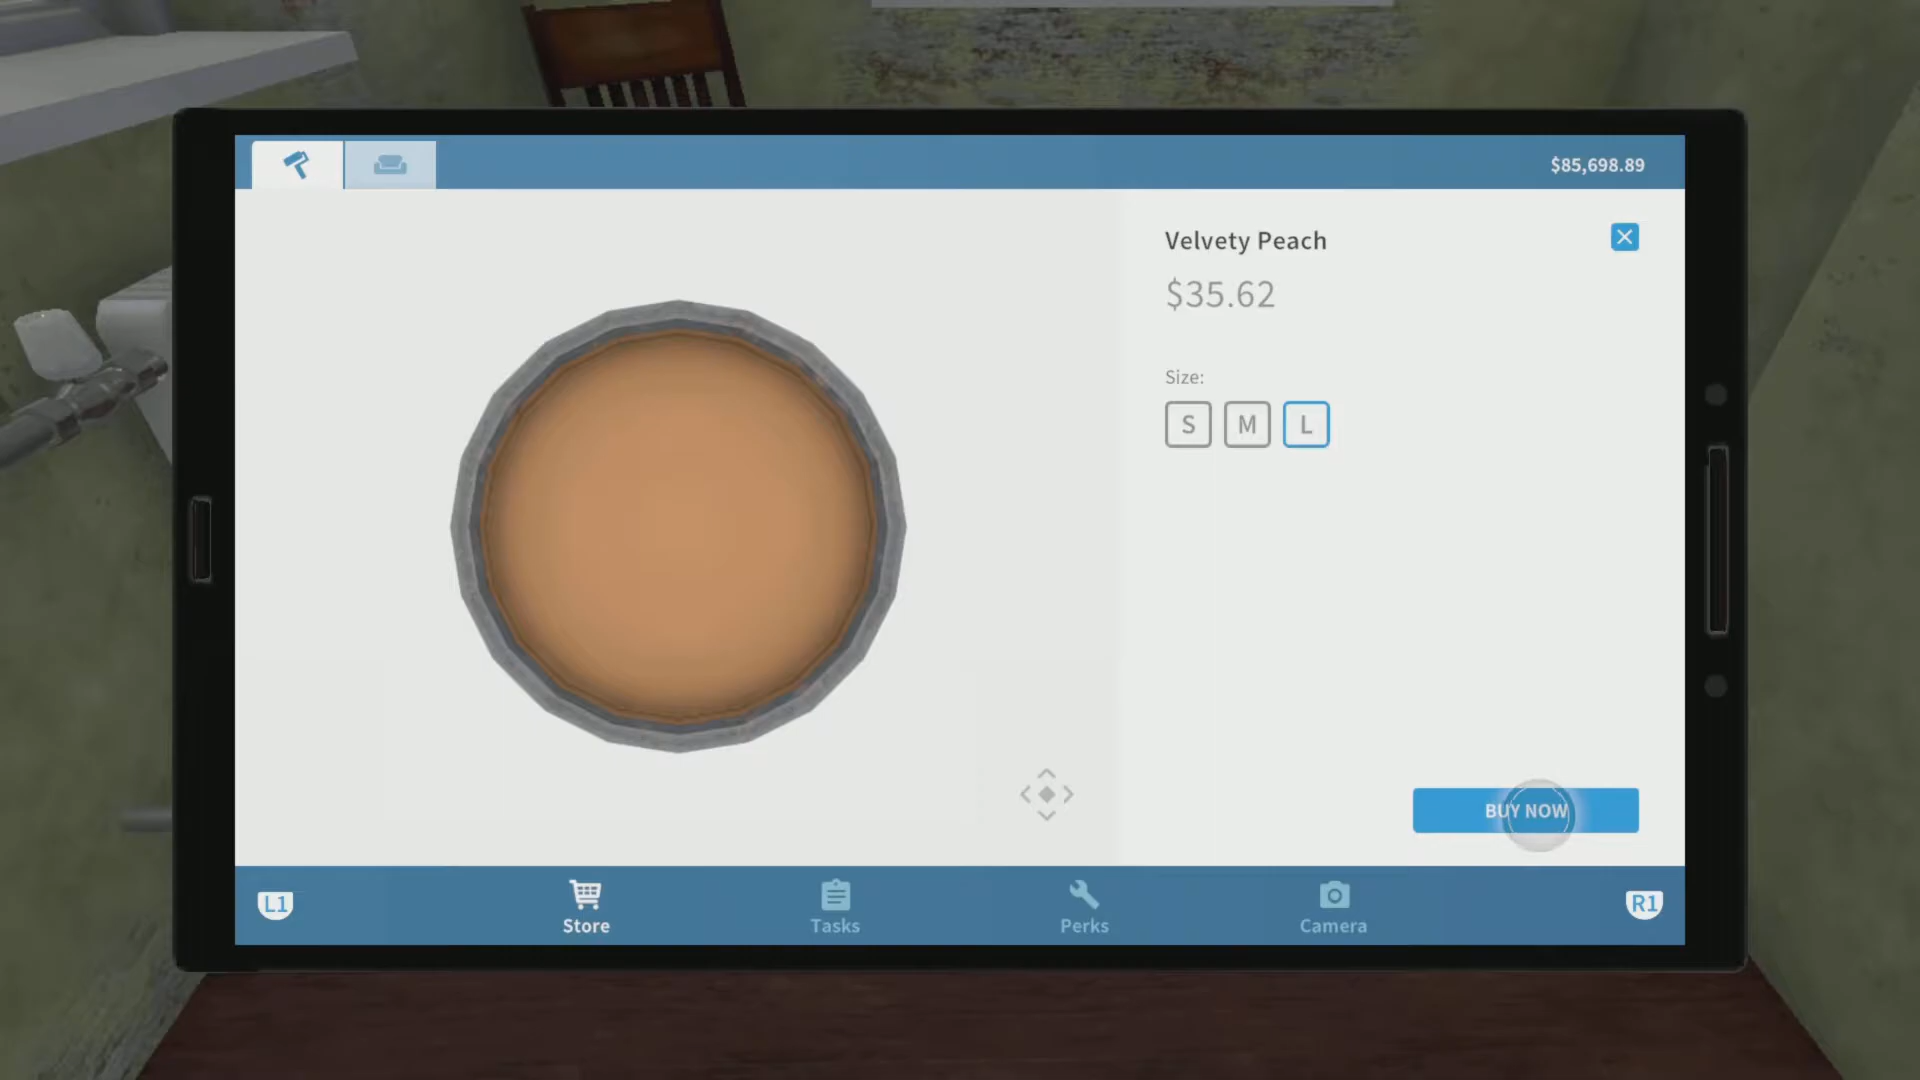 $85,698.89
Velvety Peach
$35.62
Size:
S M L
BUY NOW
L1
Store
Tasks
Perks
Camera
R1